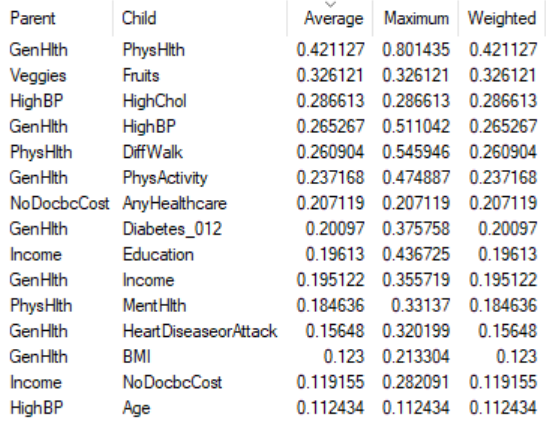 Parent Child Average Maximum Weighted
GenHlth PhysHlth 0.421127 0.801435 0.421127
Veggies Fruits 0.326121 0.326121 0.326121
HighBP HighChol 0.286613 0.286613 0.286613
GenHlth HighBP 0.265267 0.511042 0.265267
PhysHlth DiffWalk 0.260904 0.545946 0.260904
GenHlth PhysActivity 0.237168 0.474887 0.237168
NoDocbcCost AnyHealthcare 0.207119 0.207119 0.207119
GenHlth Diabetes_012 0.20097 0.375758 0.20097
Income Education 0.19613 0.436725 0.19613
GenHlth Income 0.195122 0.355719 0.195122
PhysHlth MentHlth 0.184636 0.33137 0.184636
GenHlth HeartDiseaseorAttack 0.15648 0.320199 0.15648
GenHlth BMI 0.123 0.213304 0.123
Income NoDocbcCost 0.119155 0.282091 0.119155
HighBP Age 0.112434 0.112434 0.112434